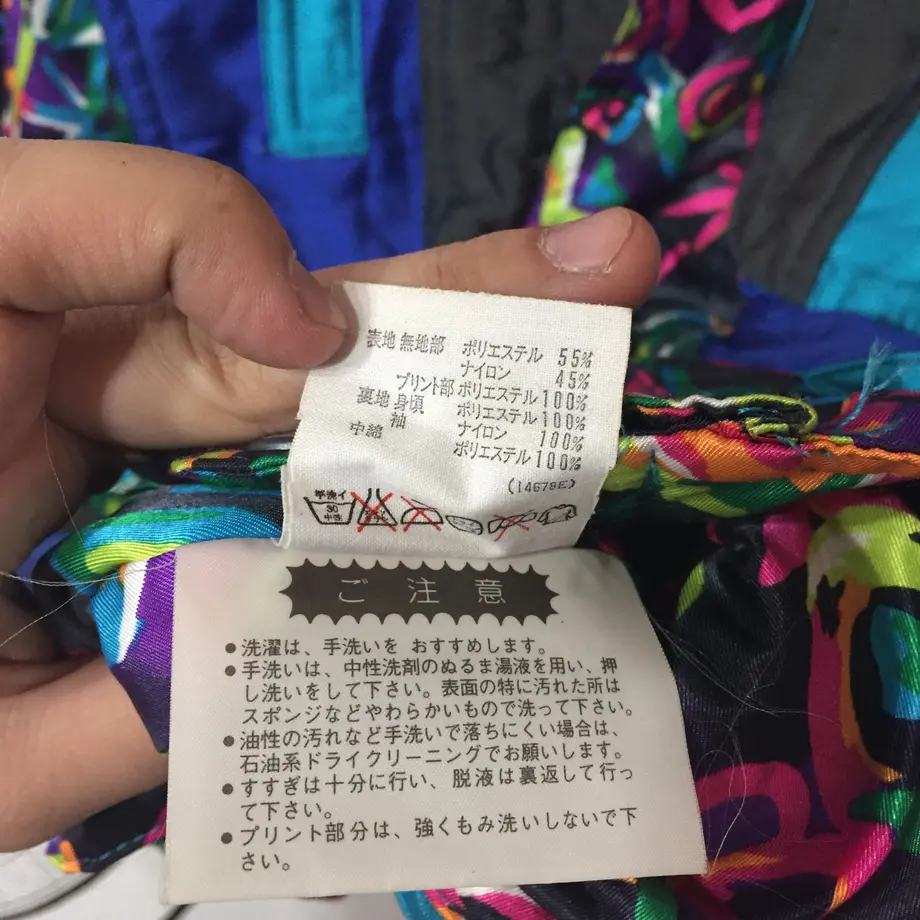 表地 無地部 ポリエステル 55%
ナイロン 45%
プリント部 ポリエステル 100%
裏地 身頃 ポリエステル 100%
袖 ナイロン 100%
中綿 ポリエステル 100%
(14679E)
手洗イ
30
中性
ご注意
●洗濯は、手洗いを おすすめします。
●手洗いは、中性洗剤のぬるま湯液を用い、押
し洗いをして下さい。表面の特に汚れた所は
スポンジなどやわらかいもので洗って下さい。
●油性の汚れなど手洗いで落ちにくい場合は、
石油系ドライクリーニングでお願いします。
●すすぎは十分に行い、脱液は裏返して行っ
て下さい。
●プリント部分は、強くもみ洗いしないで下
さい。